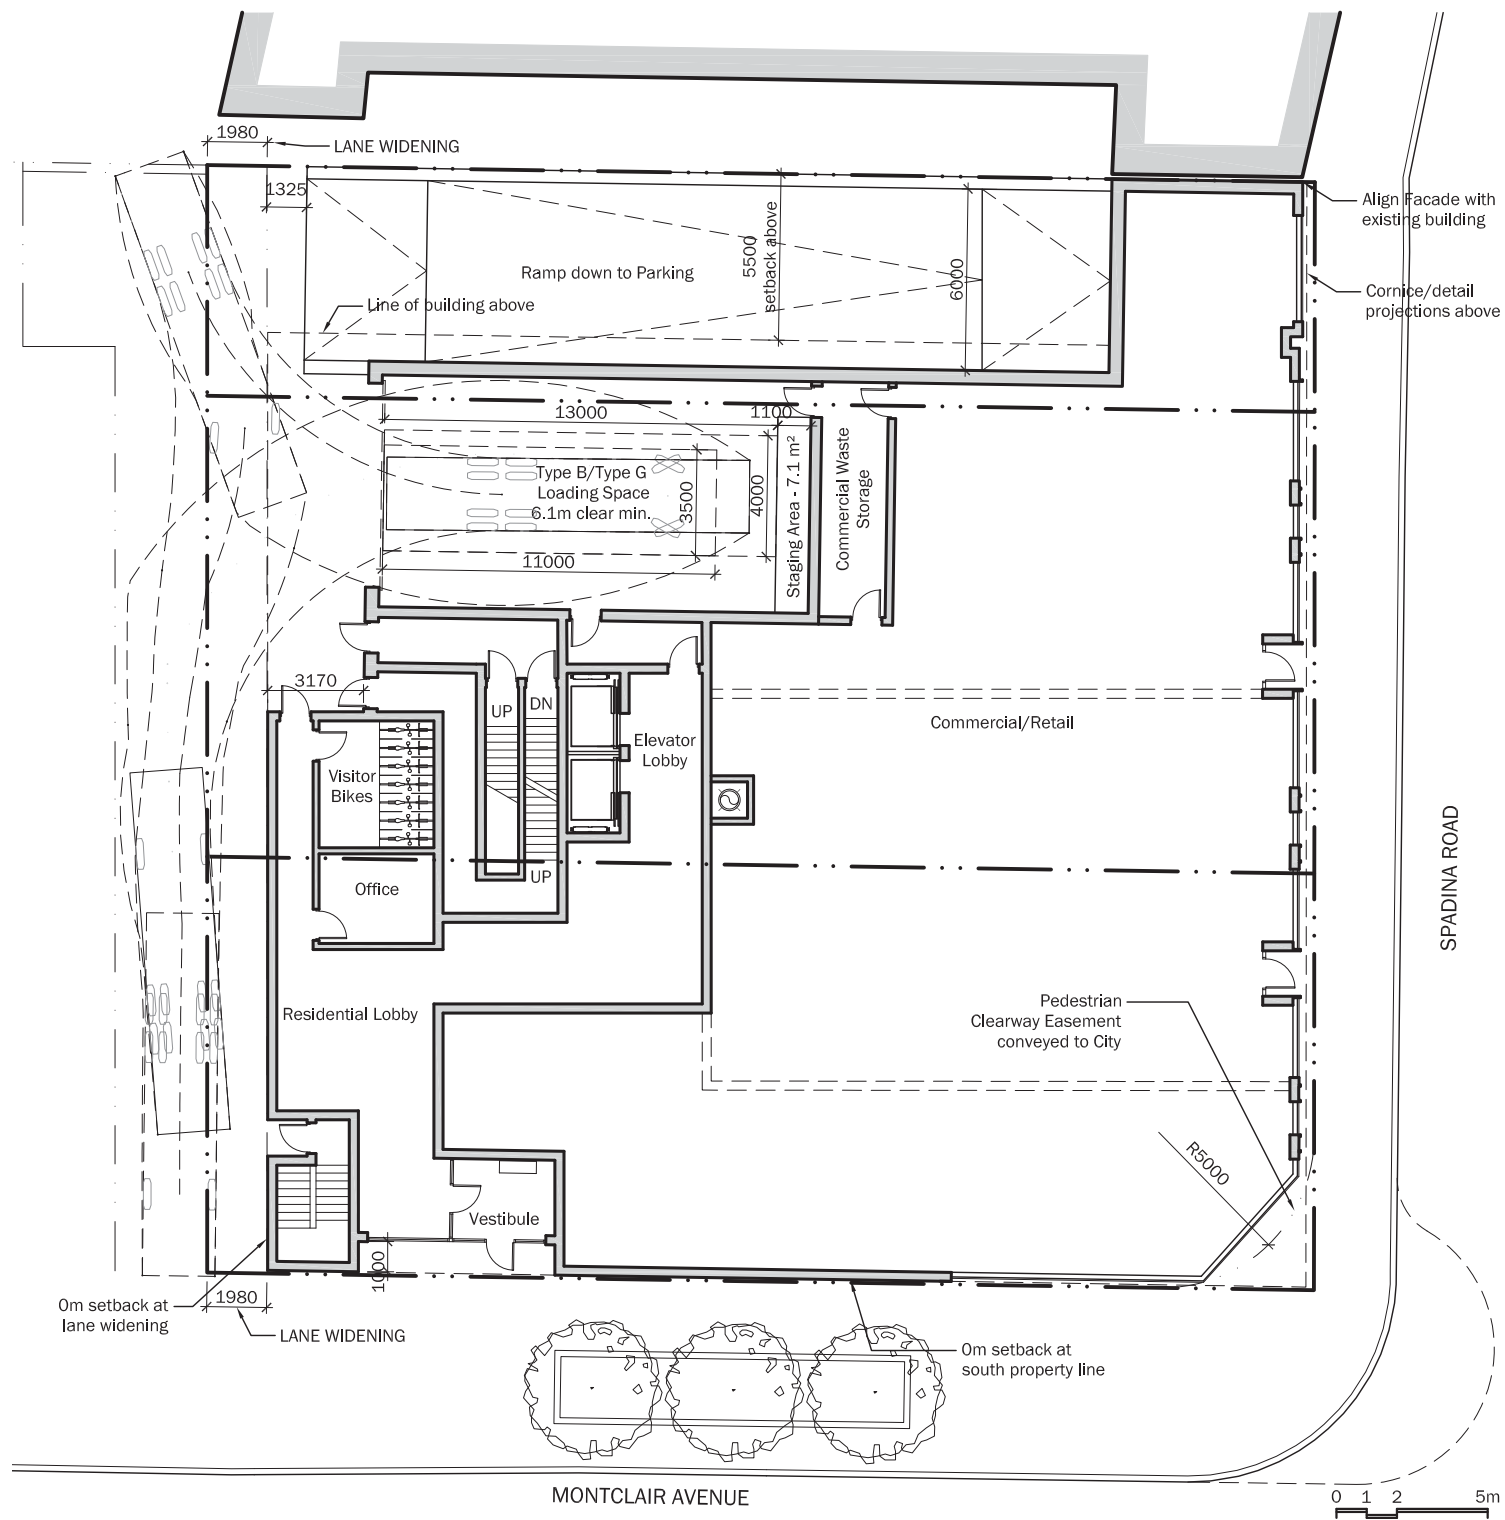 1980
LANE WIDENING
1325
Align Facade with
existing building
5500
setback above
6000
Ramp down to Parking
Line of building above
Cornice/detail
projections above
13000
1100
Type B/Type G
Loading Space
6.1m clear min.
3500
4000
11000
Staging Area - 7.1 m²
Commercial Waste
Storage
3170
UP
DN
Elevator
Lobby
Commercial/Retail
Visitor
Bikes
UP
Office
SPADINA ROAD
Residential Lobby
Pedestrian
Clearway Easement
conveyed to City
R5000
Vestibule
1000
0m setback at
lane widening
1980
LANE WIDENING
0m setback at
south property line
MONTCLAIR AVENUE
0 1 2 5m